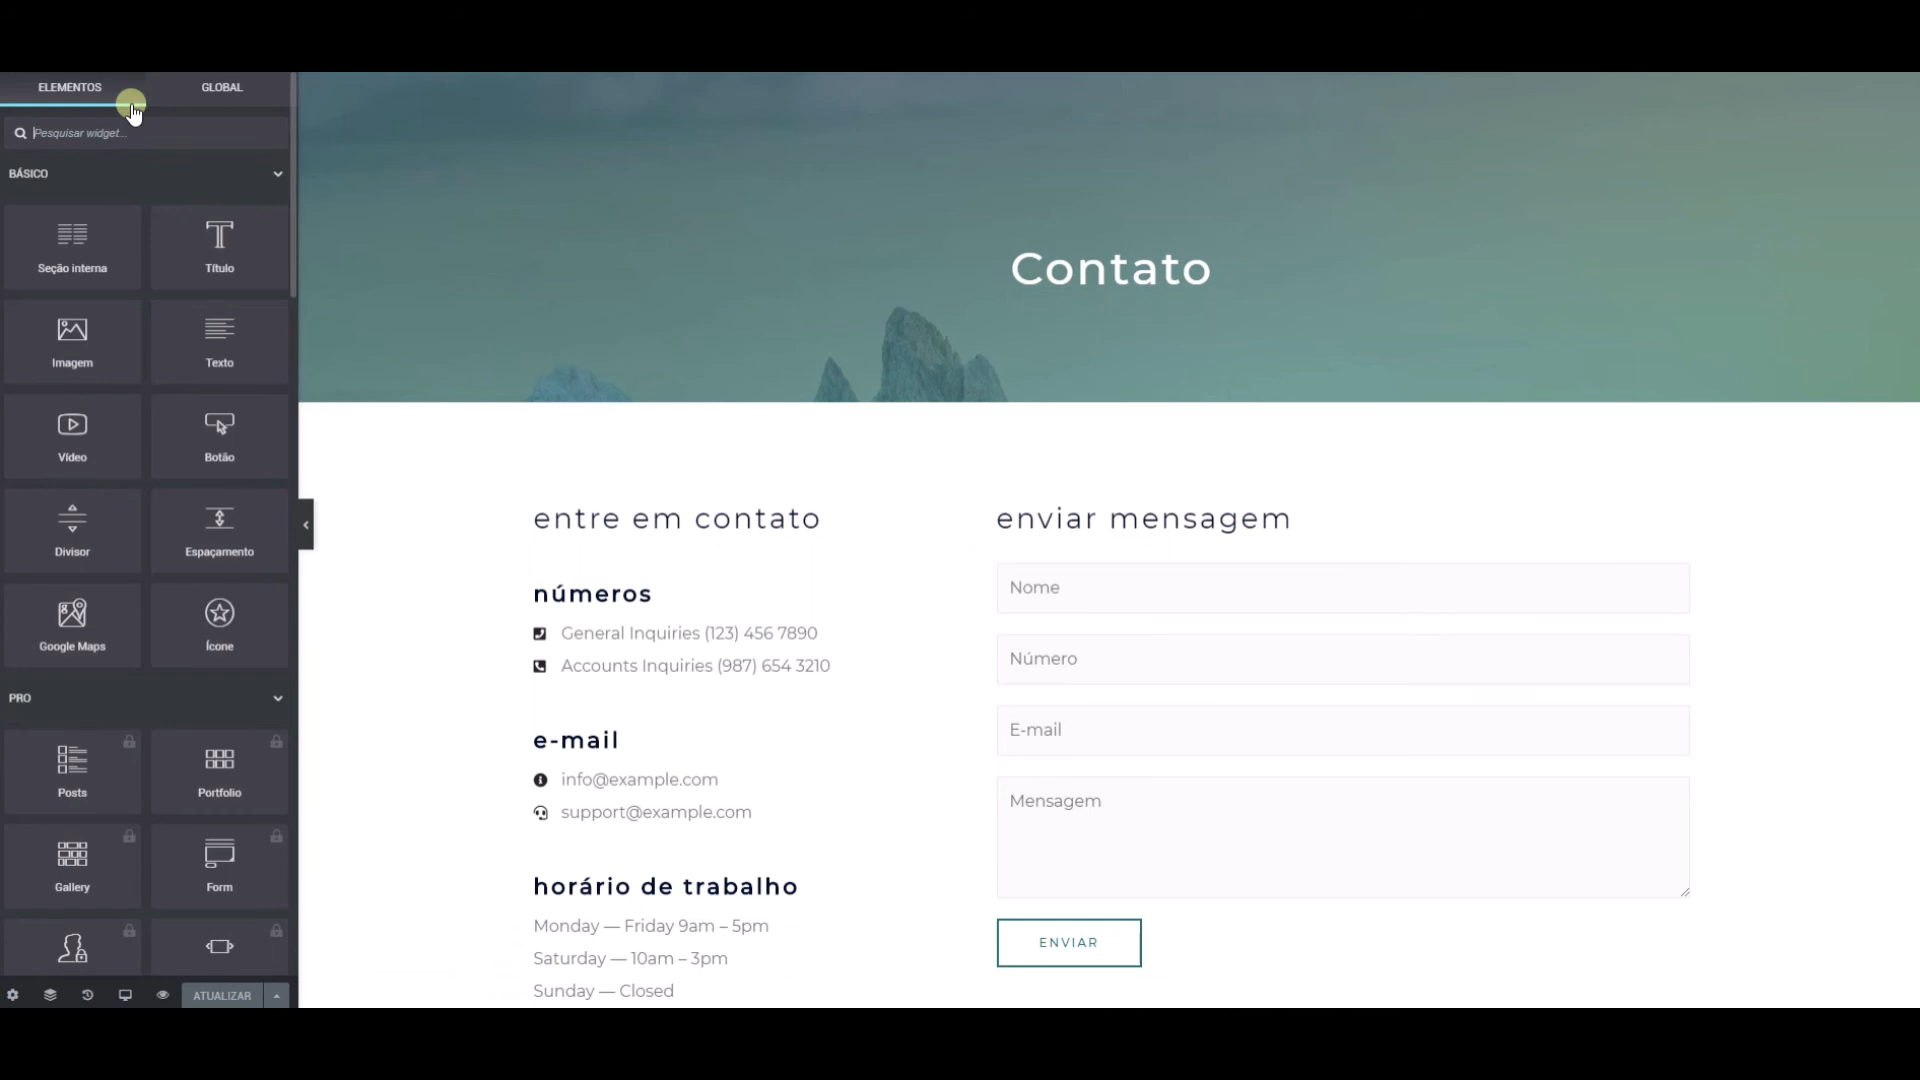 ELEMENTOS
GLOBAL
Pesquisar widget...
BÁSICO
Seção interna
Título
Imagem
Texto
Vídeo
Botão
Divisor
Espaçamento
Google Maps
Ícone
PRO
Posts
Portfolio
Gallery
Form
ATUALIZAR
Contato
entre em contato
números
General Inquiries (123) 456 7890
Accounts Inquiries (987) 654 3210
e-mail
info@example.com
support@example.com
horário de trabalho
Monday — Friday 9am – 5pm
Saturday — 10am – 3pm
Sunday — Closed
enviar mensagem
Nome
Número
E-mail
Mensagem
ENVIAR